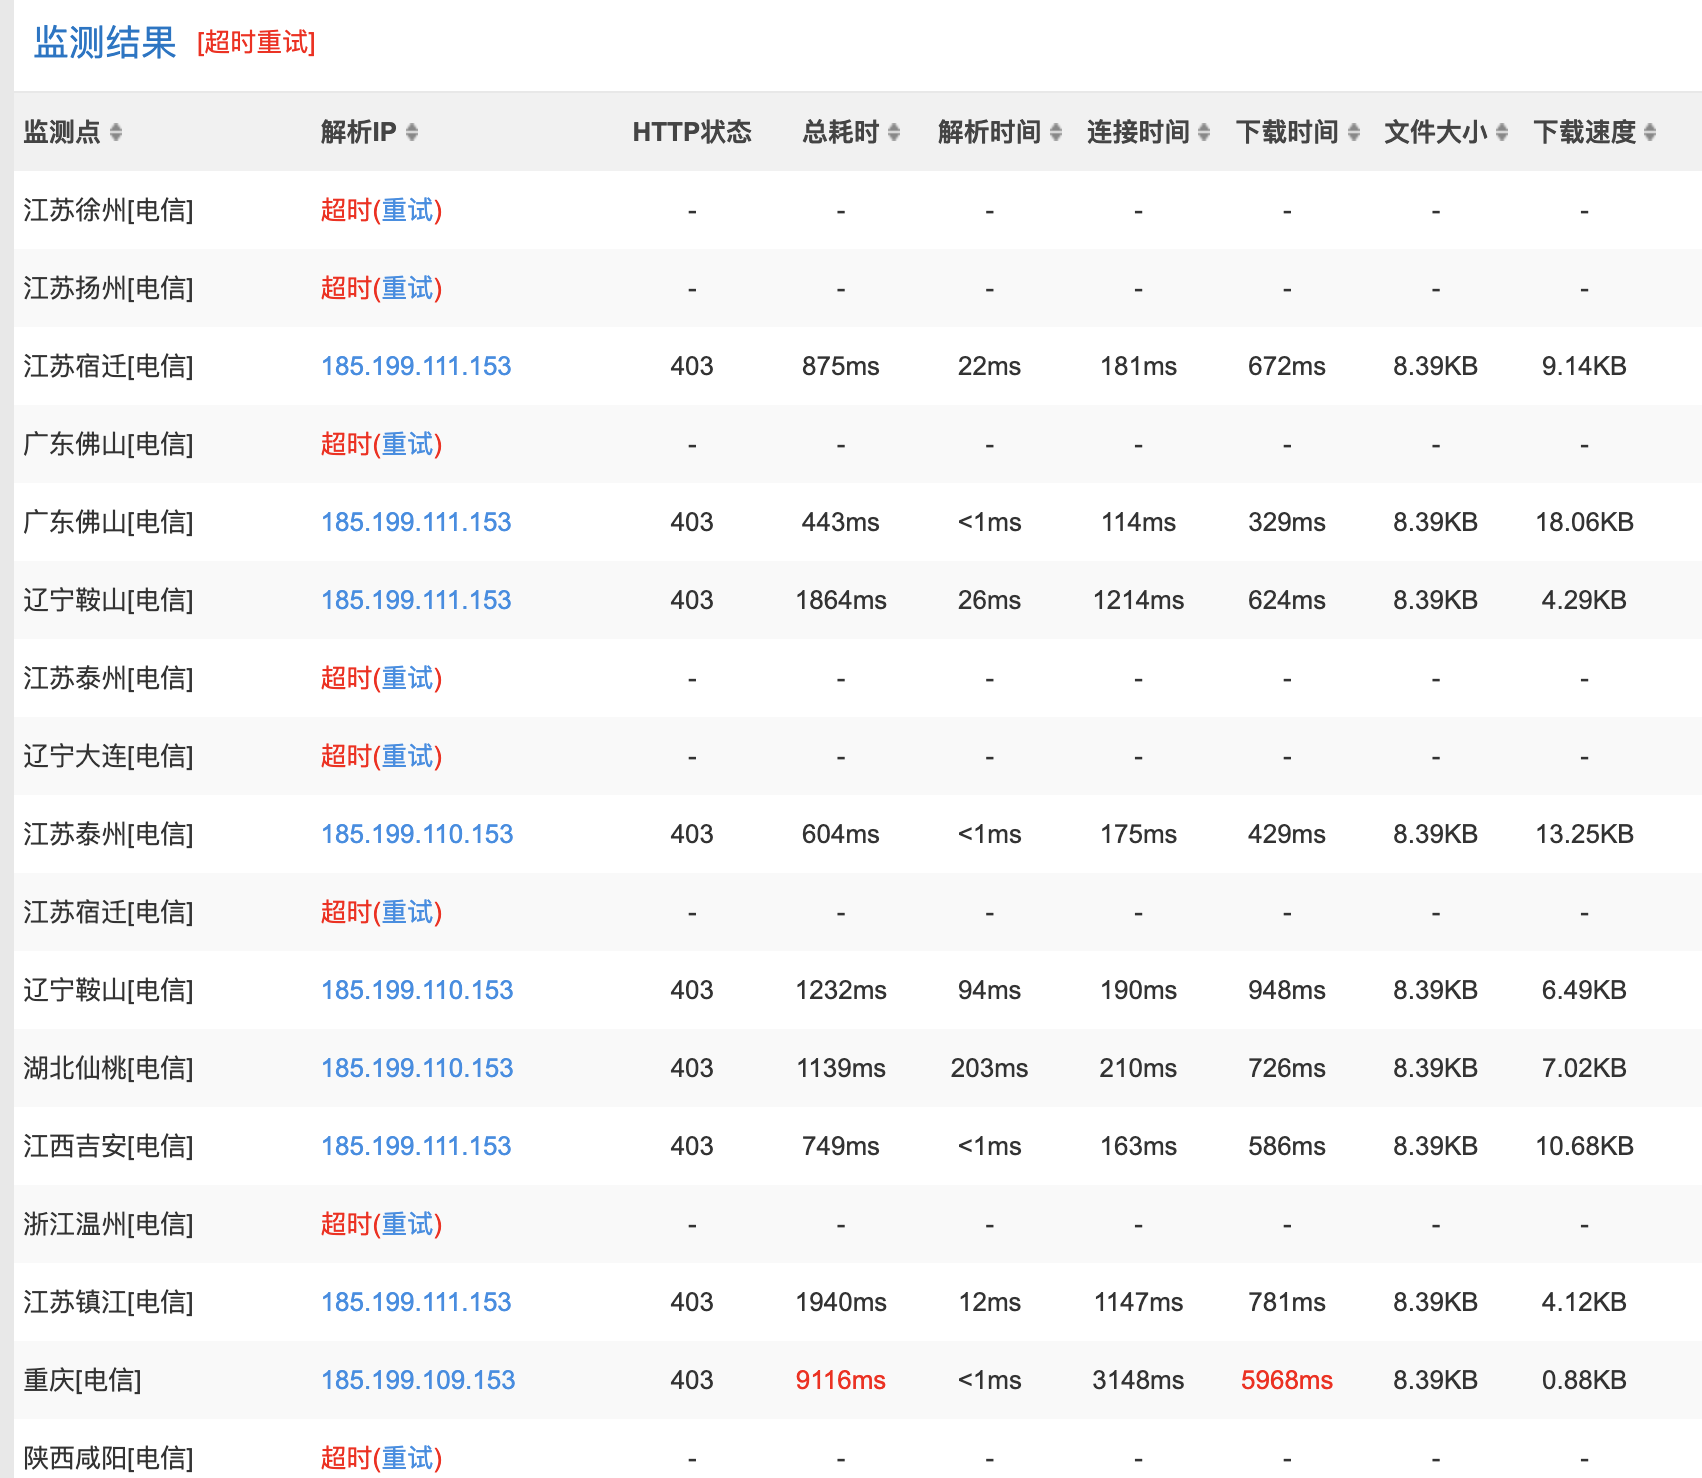 监测结果 [超时重试]
监测点 解析IP HTTP状态 总耗时 解析时间 连接时间 下载时间 文件大小 下载速度
江苏徐州[电信] 超时(重试) - - - - - - -
江苏扬州[电信] 超时(重试) - - - - - - -
江苏宿迁[电信] 185.199.111.153 403 875ms 22ms 181ms 672ms 8.39KB 9.14KB
广东佛山[电信] 超时(重试) - - - - - - -
广东佛山[电信] 185.199.111.153 403 443ms <1ms 114ms 329ms 8.39KB 18.06KB
辽宁鞍山[电信] 185.199.111.153 403 1864ms 26ms 1214ms 624ms 8.39KB 4.29KB
江苏泰州[电信] 超时(重试) - - - - - - -
辽宁大连[电信] 超时(重试) - - - - - - -
江苏泰州[电信] 185.199.110.153 403 604ms <1ms 175ms 429ms 8.39KB 13.25KB
江苏宿迁[电信] 超时(重试) - - - - - - -
辽宁鞍山[电信] 185.199.110.153 403 1232ms 94ms 190ms 948ms 8.39KB 6.49KB
湖北仙桃[电信] 185.199.110.153 403 1139ms 203ms 210ms 726ms 8.39KB 7.02KB
江西吉安[电信] 185.199.111.153 403 749ms <1ms 163ms 586ms 8.39KB 10.68KB
浙江温州[电信] 超时(重试) - - - - - - -
江苏镇江[电信] 185.199.111.153 403 1940ms 12ms 1147ms 781ms 8.39KB 4.12KB
重庆[电信] 185.199.109.153 403 9116ms <1ms 3148ms 5968ms 8.39KB 0.88KB
陕西咸阳[电信] 超时(重试) - - - - - - -